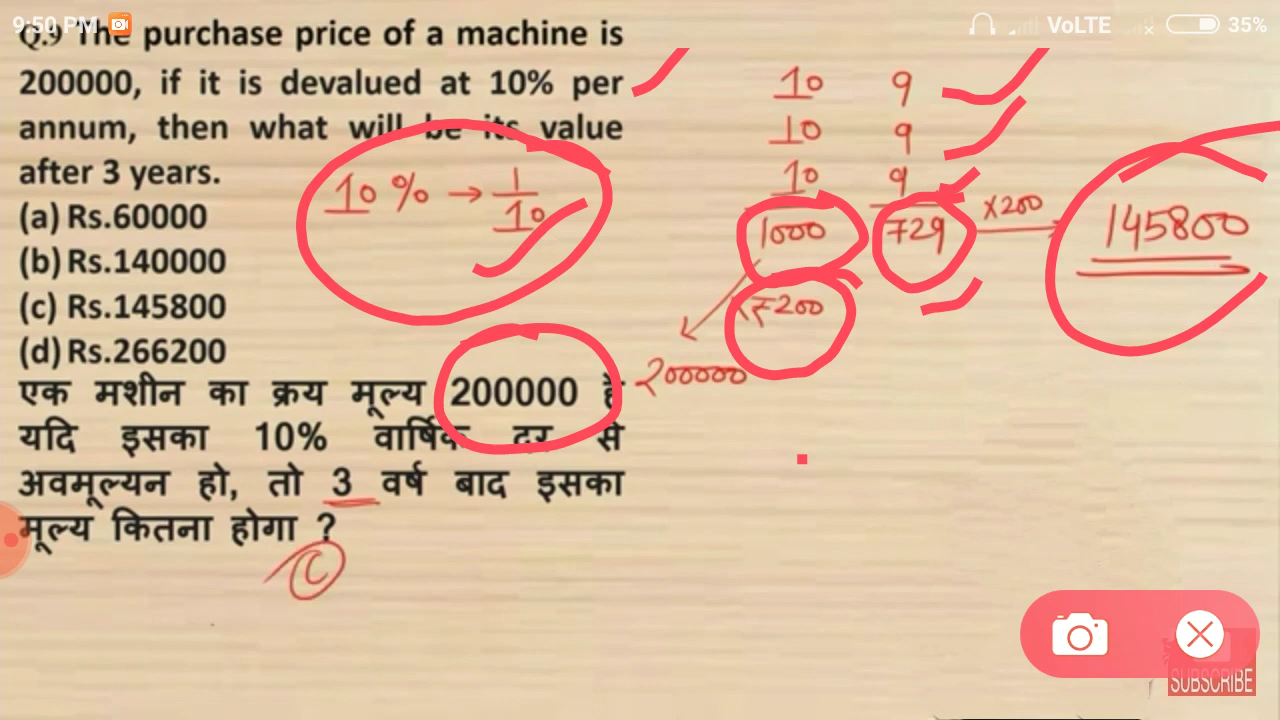 9:50 PM VoLTE 35%
Q.9 The purchase price of a machine is
200000, if it is devalued at 10% per
annum, then what will be its value
after 3 years.
(a) Rs.60000
(b) Rs.140000
(c) Rs.145800
(d) Rs.266200
एक मशीन का क्रय मूल्य 200000 है
यदि इसका 10% वार्षिक दर से
अवमूल्यन हो, तो 3 वर्ष बाद इसका
मूल्य कितना होगा ?
C
10% → 1/10
10 9
10 9
10 9
1000 729 ×200 → 145800
200
200000
SUBSCRIBE